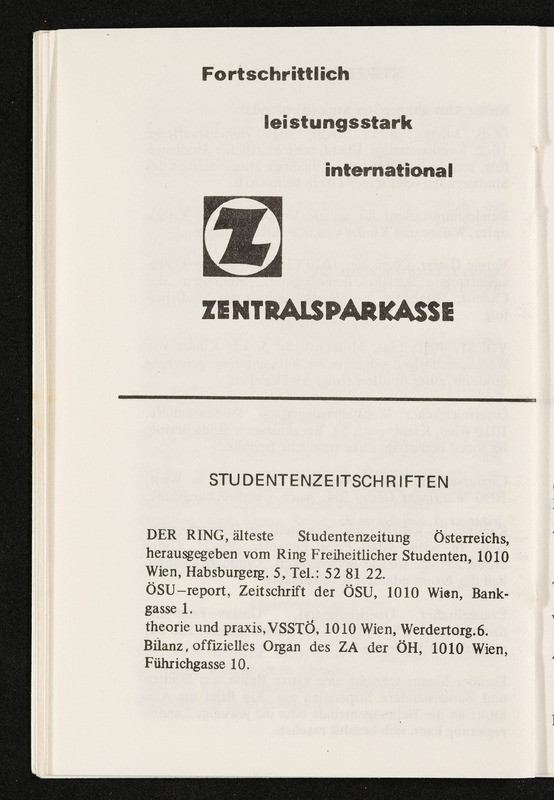 Fortschrittlich
leistungsstark
international
Z
ZENTRALSPARKASSE
STUDENTENZEITSCHRIFTEN
DER RING, älteste Studentenzeitung Österreichs,
herausgegeben vom Ring Freiheitlicher Studenten, 1010
Wien, Habsburgerg. 5, Tel.: 52 81 22.
ÖSU–report, Zeitschrift der ÖSU, 1010 Wien, Bank-
gasse 1.
theorie und praxis, VSSTÖ, 1010 Wien, Werdertorg.6.
Bilanz, offizielles Organ des ZA der ÖH, 1010 Wien,
Führichgasse 10.